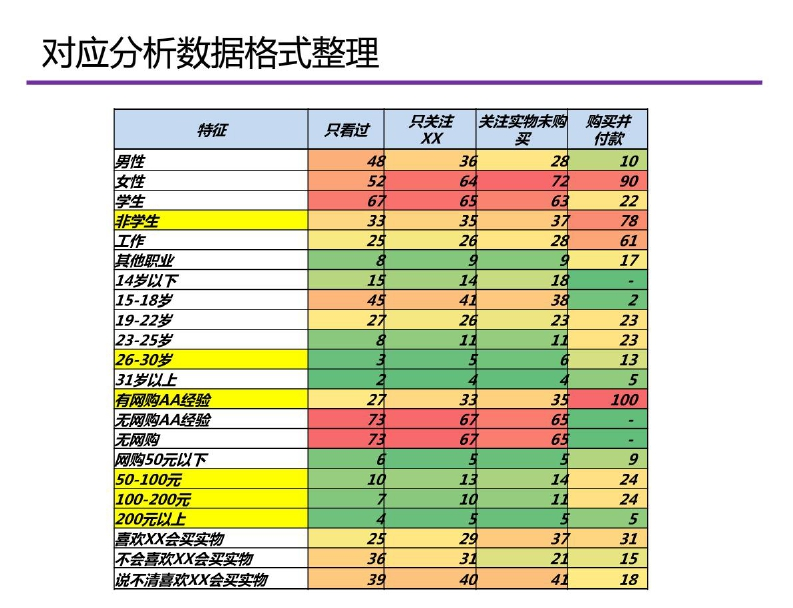 对应分析数据格式整理
特征 只看过 只关注XX 关注实物未购买 购买并付款
男性 48 36 28 10
女性 52 64 72 90
学生 67 65 63 22
非学生 33 35 37 78
工作 25 26 28 61
其他职业 8 9 9 17
14岁以下 15 14 18 -
15-18岁 45 41 38 2
19-22岁 27 26 23 23
23-25岁 8 11 11 23
26-30岁 3 5 6 13
31岁以上 2 4 4 5
有网购AA经验 27 33 35 100
无网购AA经验 73 67 65 -
无网购 73 67 65 -
网购50元以下 6 5 5 9
50-100元 10 13 14 24
100-200元 7 10 11 24
200元以上 4 5 5 5
喜欢XX会买实物 25 29 37 31
不会喜欢XX会买实物 36 31 21 15
说不清喜欢XX会买实物 39 40 41 18